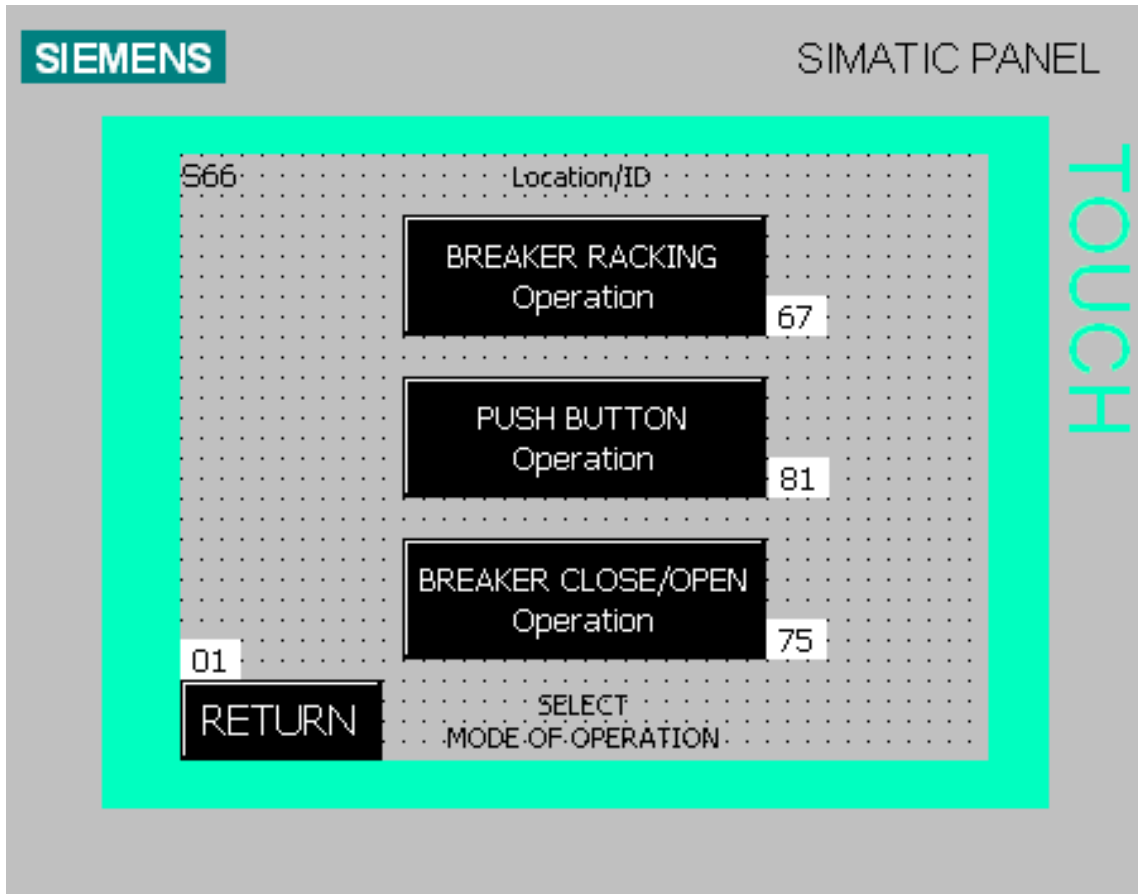 SIEMENS
SIMATIC PANEL
TOUCH
S66
Location/ID
BREAKER RACKING
Operation
67
PUSH BUTTON
Operation
81
BREAKER CLOSE/OPEN
Operation
75
01
RETURN
SELECT
MODE OF OPERATION